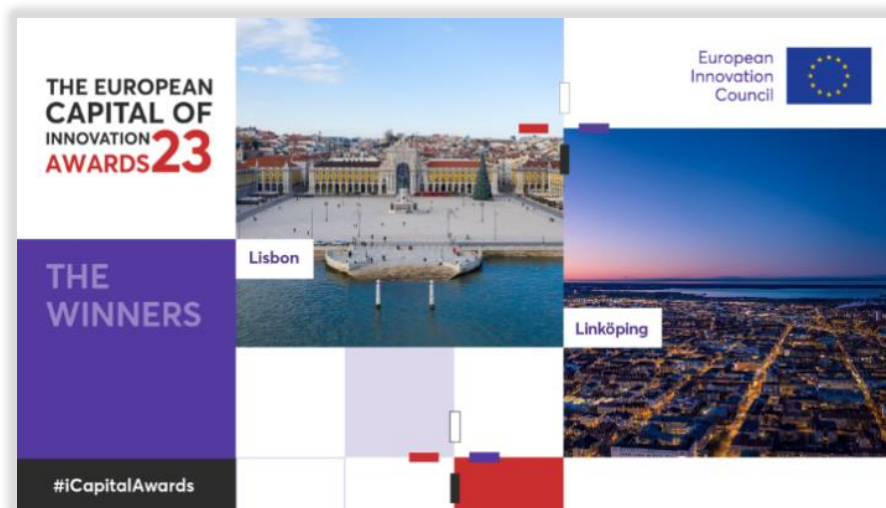 THE EUROPEAN
CAPITAL OF
INNOVATION
AWARDS23
European
Innovation
Council
Lisbon
THE
WINNERS
Linköping
#iCapitalAwards